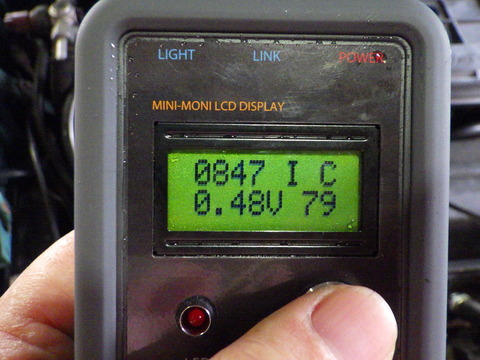 LIGHT LINK POWER
MINI-MONI LCD DISPLAY
0847 I C
0.48V 79